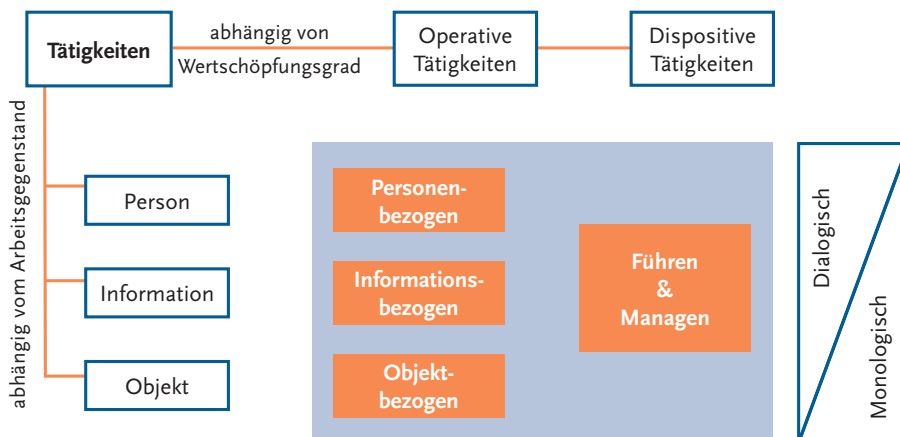 Tätigkeiten
abhängig von
Wertschöpfungsgrad
Operative
Tätigkeiten
Dispositive
Tätigkeiten
abhängig vom Arbeitsgegenstand
Person
Information
Objekt
Personen-
bezogen
Informations-
bezogen
Objekt-
bezogen
Führen
&
Managen
Dialogisch
Monologisch